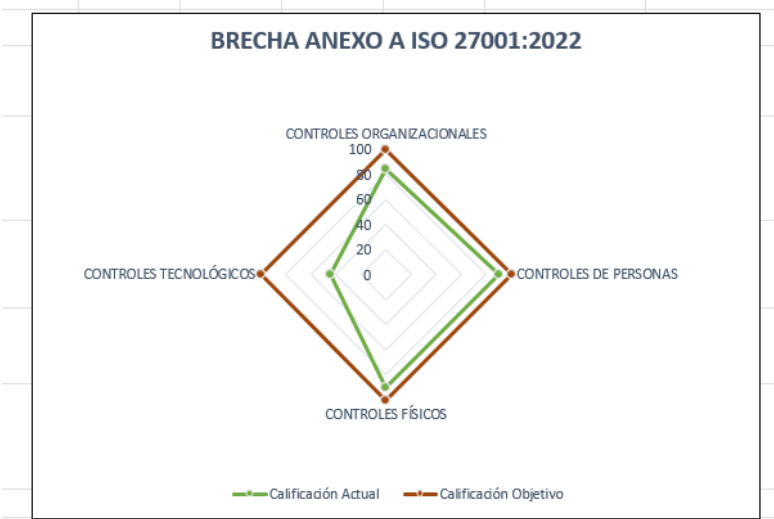 BRECHA ANEXO A ISO 27001:2022
CONTROLES ORGANIZACIONALES
100
80
60
40
20
0
CONTROLES TECNOLÓGICOS
CONTROLES DE PERSONAS
CONTROLES FÍSICOS
Calificación Actual
Calificación Objetivo